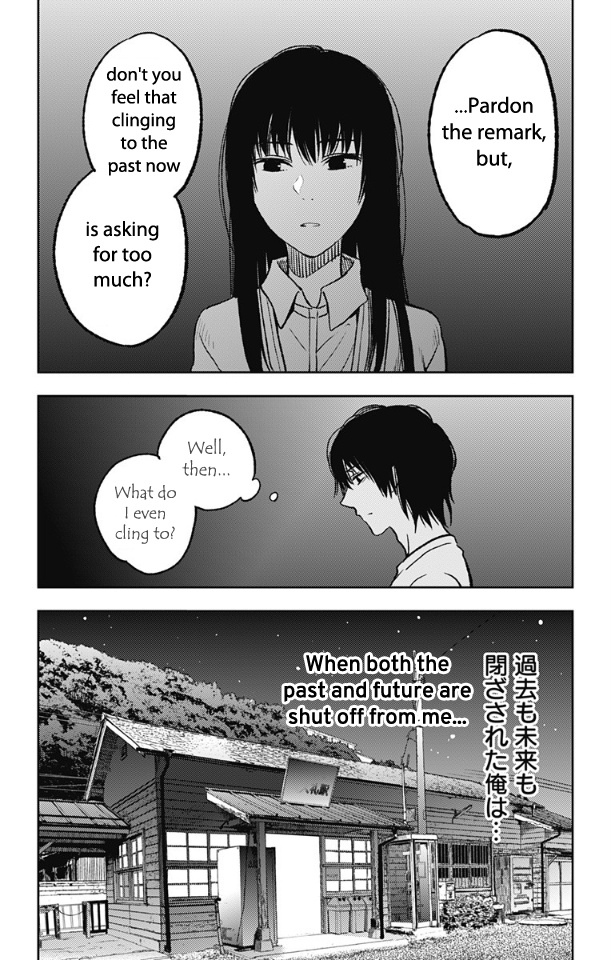 ...Pardon
the remark,
but,
don't you
feel that
clinging
to the
past now
is asking
for too
much?
Well,
then...
What do
I even
cling to?
過去も未来も
閉ざされた俺は…
When both the
past and future are
shut off from me...